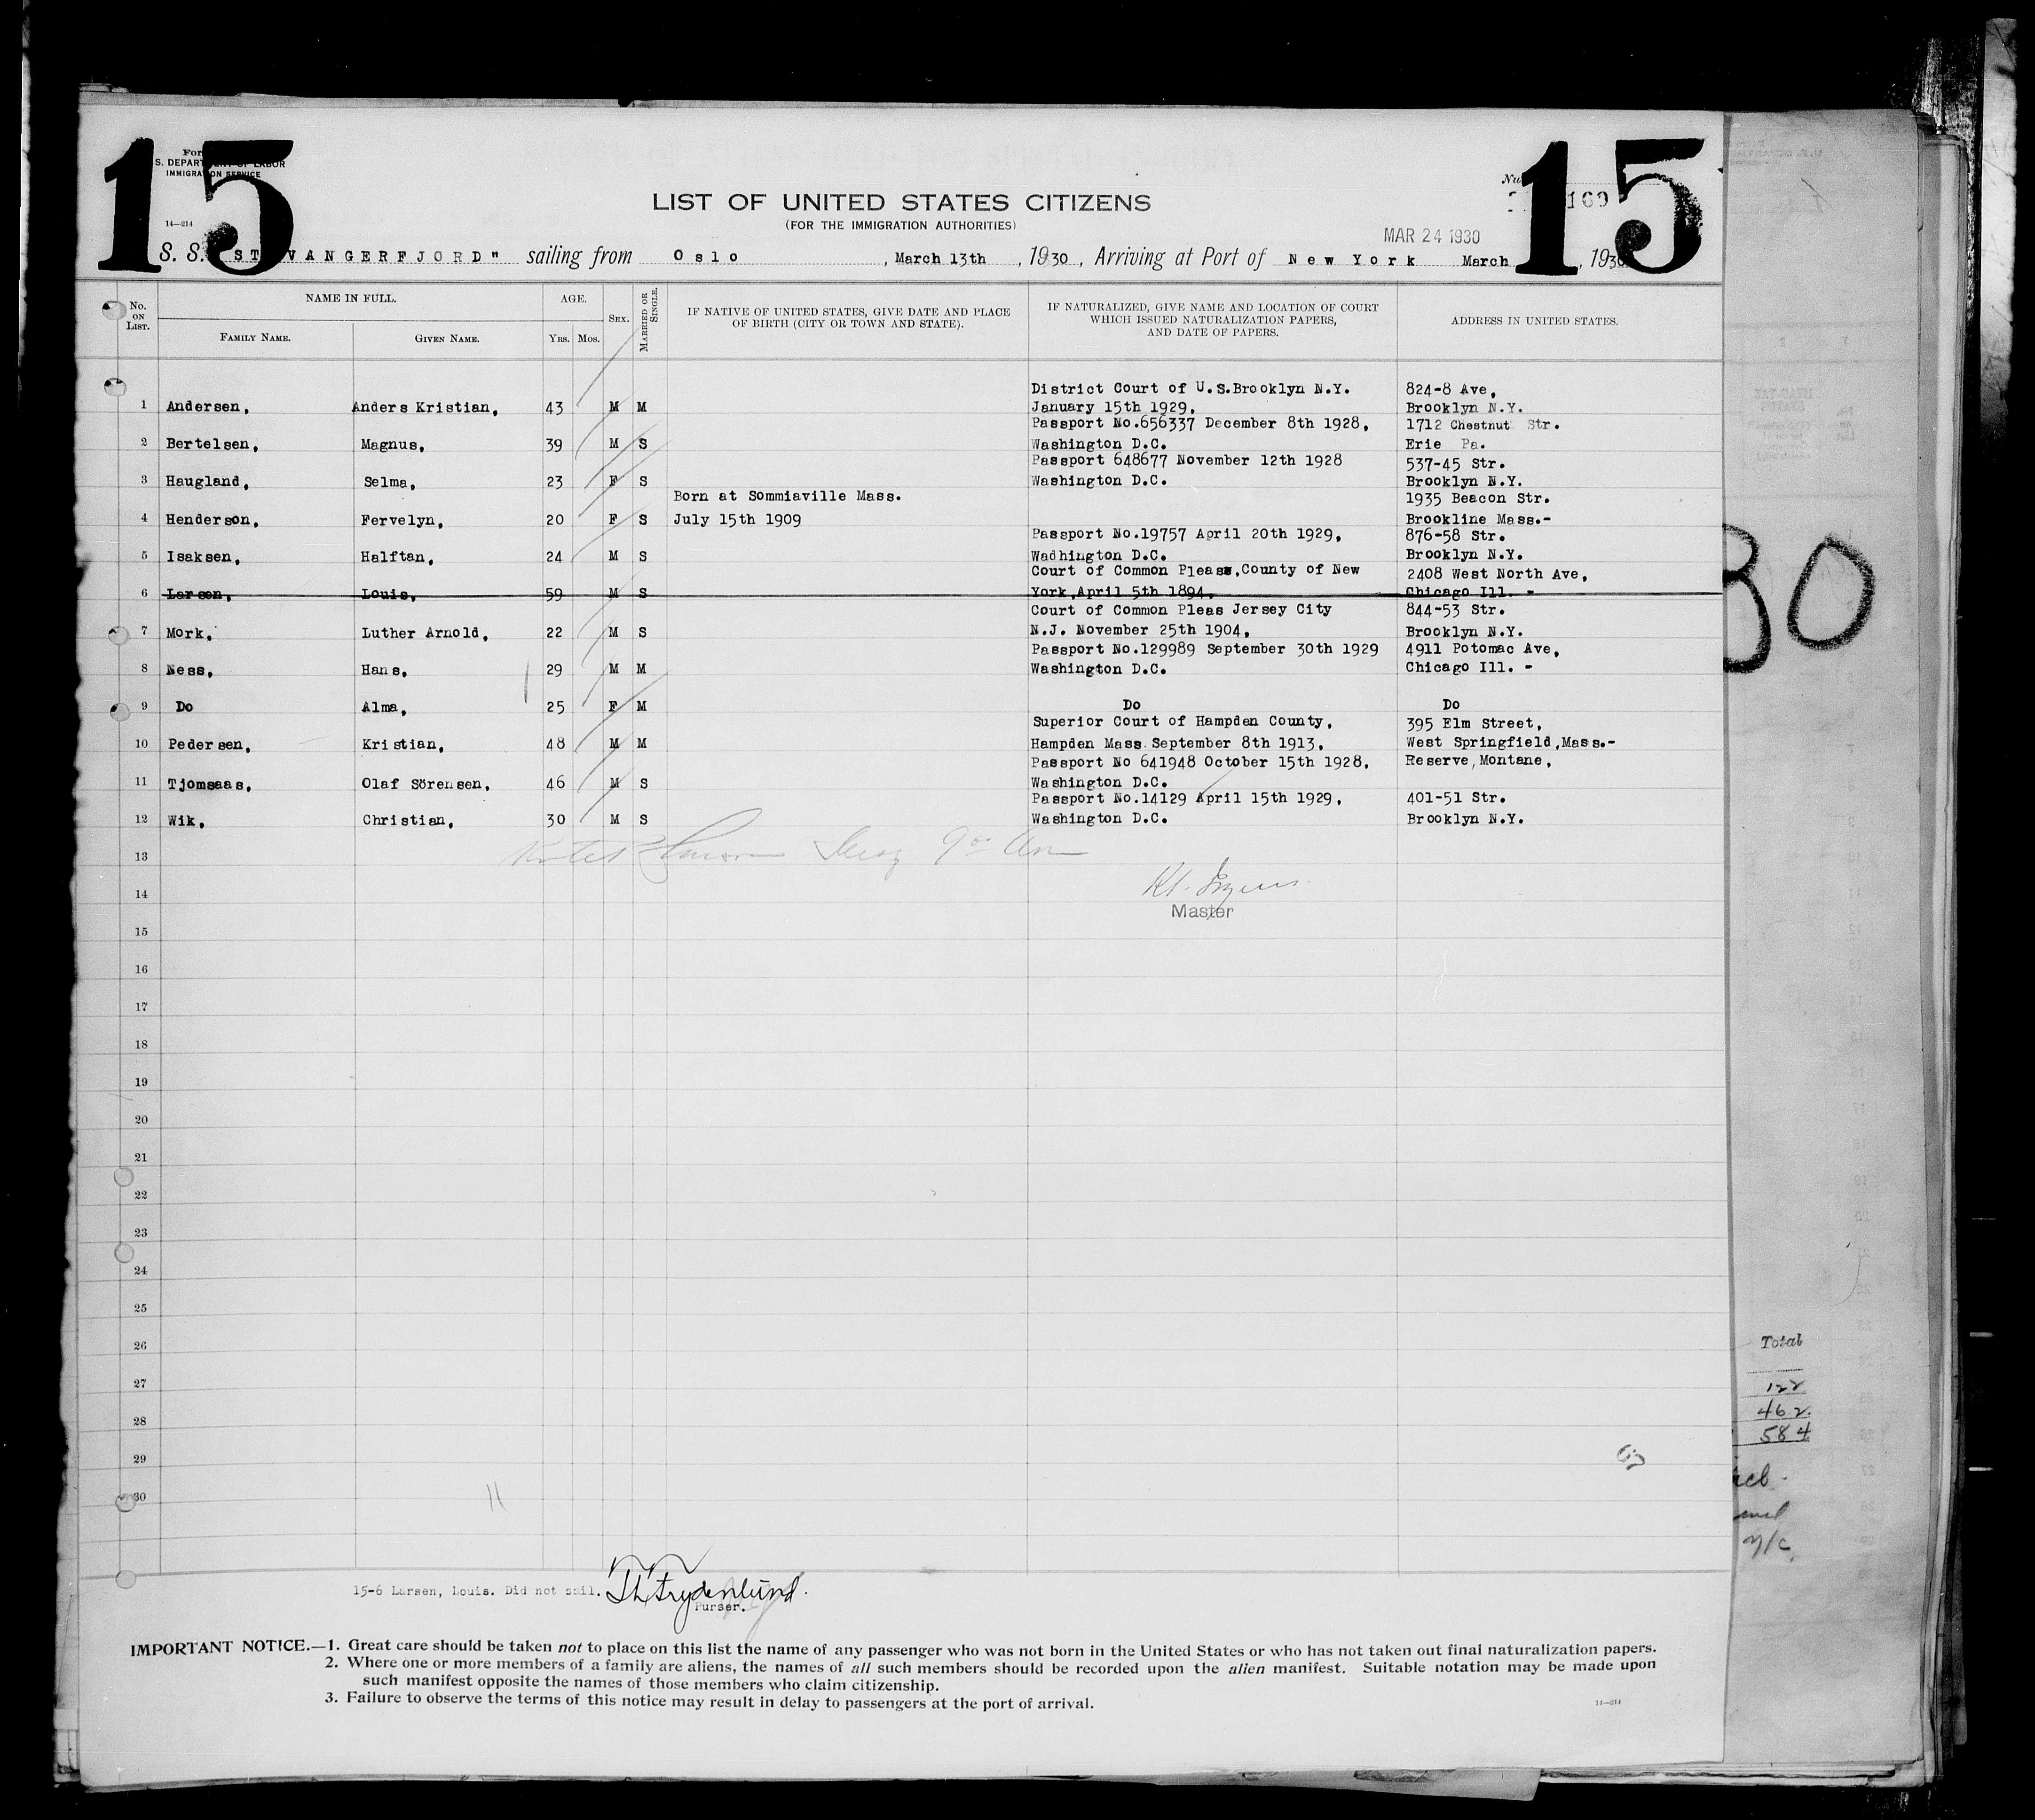 15
15
S. DEPARTMENT OF LABOR
IMMIGRATION SERVICE
14—214
LIST OF UNITED STATES CITIZENS
(FOR THE IMMIGRATION AUTHORITIES)
160
MAR 24 1930
S. S. "STAVANGERFJORD" sailing from Oslo, March 13th, 1930, Arriving at Port of New York March, 1930
No. ON LIST.
NAME IN FULL.
FAMILY NAME.
GIVEN NAME.
AGE.
YRS. MOS.
SEX.
MARRIED OR SINGLE.
IF NATIVE OF UNITED STATES, GIVE DATE AND PLACE OF BIRTH (CITY OR TOWN AND STATE).
IF NATURALIZED, GIVE NAME AND LOCATION OF COURT WHICH ISSUED NATURALIZATION PAPERS, AND DATE OF PAPERS.
ADDRESS IN UNITED STATES.
District Court of U.S.Brooklyn N.Y. 824-8 Ave,
1 Andersen, Anders Kristian, 43 M M January 15th 1929, Brooklyn N.Y.
Passport No.656337 December 8th 1928, 1712 Chestnut Str.
2 Bertelsen, Magnus, 39 M S Washington D.C. Erie Pa.
Passport 648677 November 12th 1928 537-45 Str.
3 Haugland, Selma, 23 F S Washington D.C. Brooklyn N.Y.
Born at Sommiaville Mass. 1935 Beacon Str.
4 Henderson, Fervelyn, 20 F S July 15th 1909 Brookline Mass.-
Passport No.19757 April 20th 1929, 876-58 Str.
5 Isaksen, Halftan, 24 M S Wadhington D.C. Brooklyn N.Y.
Court of Common Pleass,County of New 2408 West North Ave,
6 Larsen, Louis, 59 M S York,April 5th 1894, Chicago Ill. -
Court of Common Pleas Jersey City 844-53 Str.
7 Mork, Luther Arnold, 22 M S N.J. November 25th 1904, Brooklyn N.Y.
Passport No.129989 September 30th 1929 4911 Potomac Ave,
8 Ness, Hans, 29 M M Washington D.C. Chicago Ill. -
9 Do Alma, 25 F M Do Do
Superior Court of Hampden County, 395 Elm Street,
10 Pedersen, Kristian, 48 M M Hampden Mass. September 8th 1913, West Springfield,Mass.-
Passport No 641948 October 15th 1928, Reserve,Montane,
11 Tjomsaas, Olaf Sörensen, 46 M S Washington D.C.
Passport No.14129 April 15th 1929, 401-51 Str.
12 Wik, Christian, 30 M S Washington D.C. Brooklyn N.Y.
13
14
Master
15
16
17
18
19
20
21
22
23
24
25
26
27
28
29
30
11
67
15-6 Larsen, Louis. Did not sail. Th Frydenlund.
Purser.
IMPORTANT NOTICE.—1. Great care should be taken not to place on this list the name of any passenger who was not born in the United States or who has not taken out final naturalization papers.
2. Where one or more members of a family are aliens, the names of all such members should be recorded upon the alien manifest. Suitable notation may be made upon
such manifest opposite the names of those members who claim citizenship.
3. Failure to observe the terms of this notice may result in delay to passengers at the port of arrival.
14—214
30
Total
122
462
584